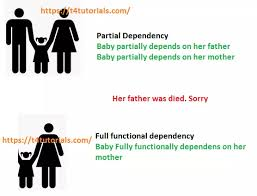 https://t4tutorials.com/
Partial Dependency
Baby partially depends on her father
Baby partially depends on her mother
Her father was died. Sorry
https://t4tutorials.com/
Full functional dependency
Baby Fully functionally dependens on her
mother